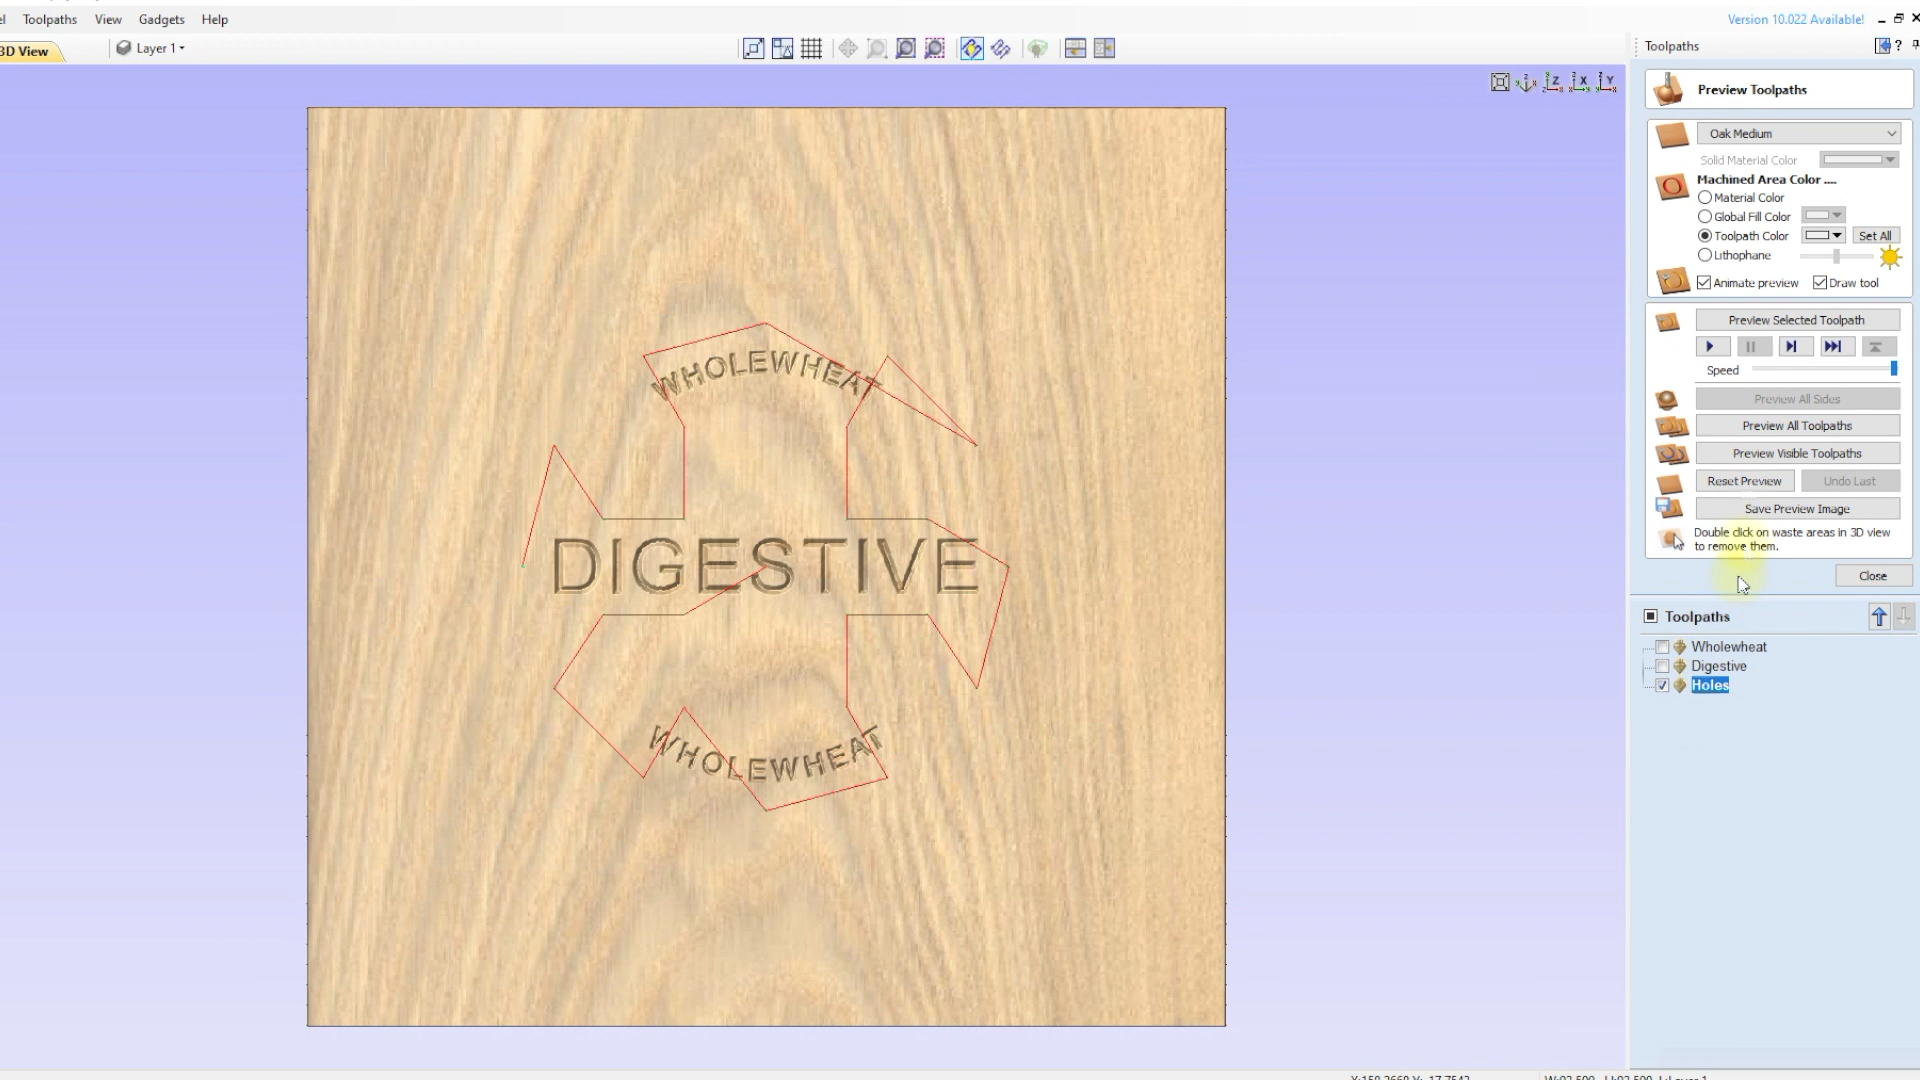 Toolpaths View Gadgets Help
Version 10.022 Available!
3D View
Layer 1
Toolpaths
?
Z X Y
Preview Toolpaths
Oak Medium
Solid Material Color
Machined Area Color ....
Material Color
Global Fill Color
Toolpath Color Set All
Lithophane
Animate preview Draw tool
Preview Selected Toolpath
Speed
Preview All Sides
Preview All Toolpaths
Preview Visible Toolpaths
Reset Preview Undo Last
Save Preview Image
Double click on waste areas in 3D view
to remove them.
Close
Toolpaths
Wholewheat
Digestive
Holes
WHOLEWHEAT
DIGESTIVE
WHOLEWHEAT